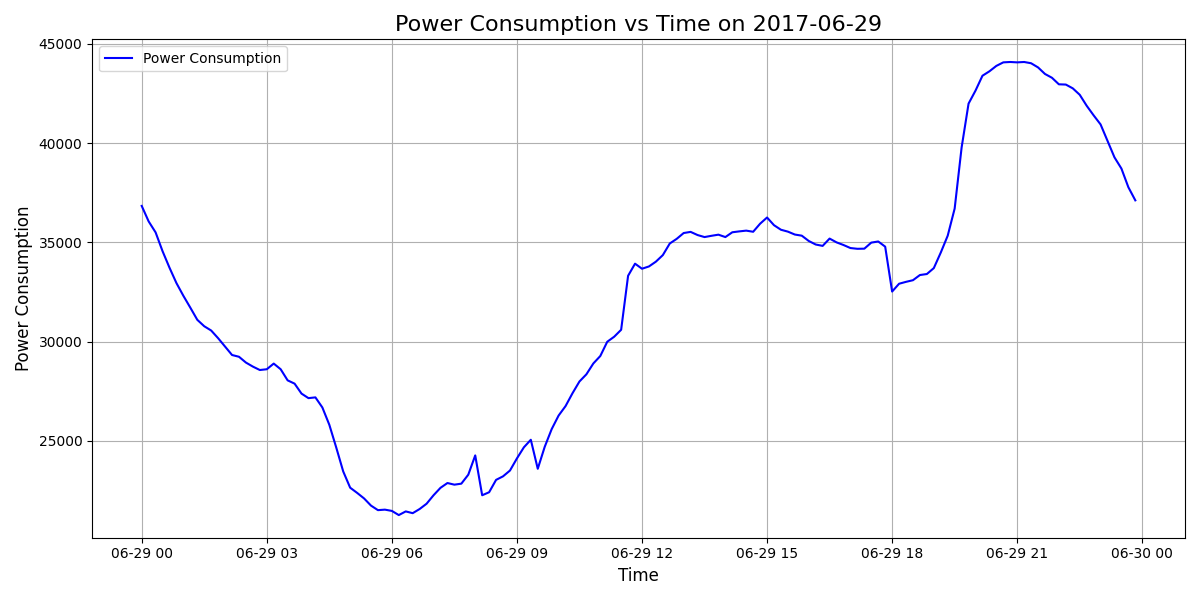 Power Consumption vs Time on 2017-06-29
Power Consumption
45000
40000
35000
30000
25000
Power Consumption
06-29 00 06-29 03 06-29 06 06-29 09 06-29 12 06-29 15 06-29 18 06-29 21 06-30 00
Time